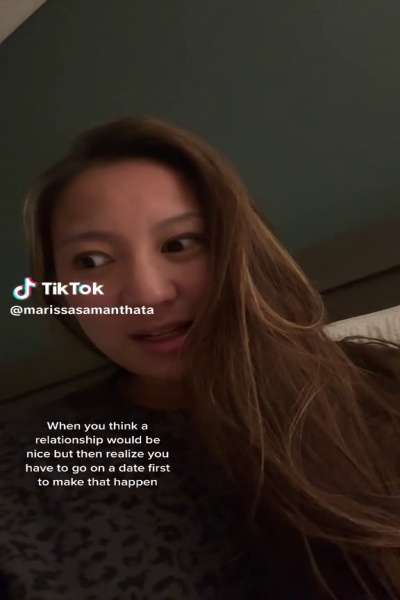 TikTok
@marissasamanthata
When you think a
relationship would be
nice but then realize you
have to go on a date first
to make that happen